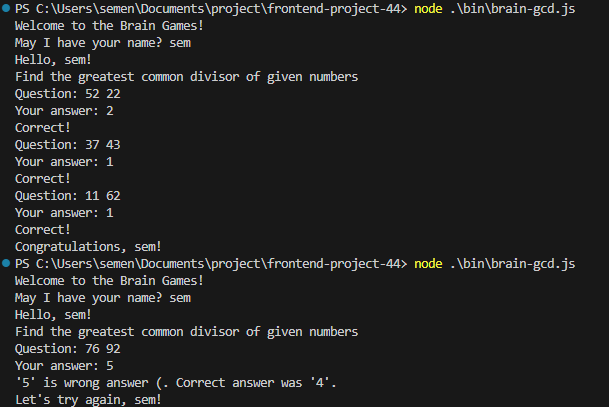 PS C:\Users\semen\Documents\project\frontend-project-44> node .\bin\brain-gcd.js
Welcome to the Brain Games!
May I have your name? sem
Hello, sem!
Find the greatest common divisor of given numbers
Question: 52 22
Your answer: 2
Correct!
Question: 37 43
Your answer: 1
Correct!
Question: 11 62
Your answer: 1
Correct!
Congratulations, sem!
PS C:\Users\semen\Documents\project\frontend-project-44> node .\bin\brain-gcd.js
Welcome to the Brain Games!
May I have your name? sem
Hello, sem!
Find the greatest common divisor of given numbers
Question: 76 92
Your answer: 5
'5' is wrong answer (. Correct answer was '4'.
Let's try again, sem!